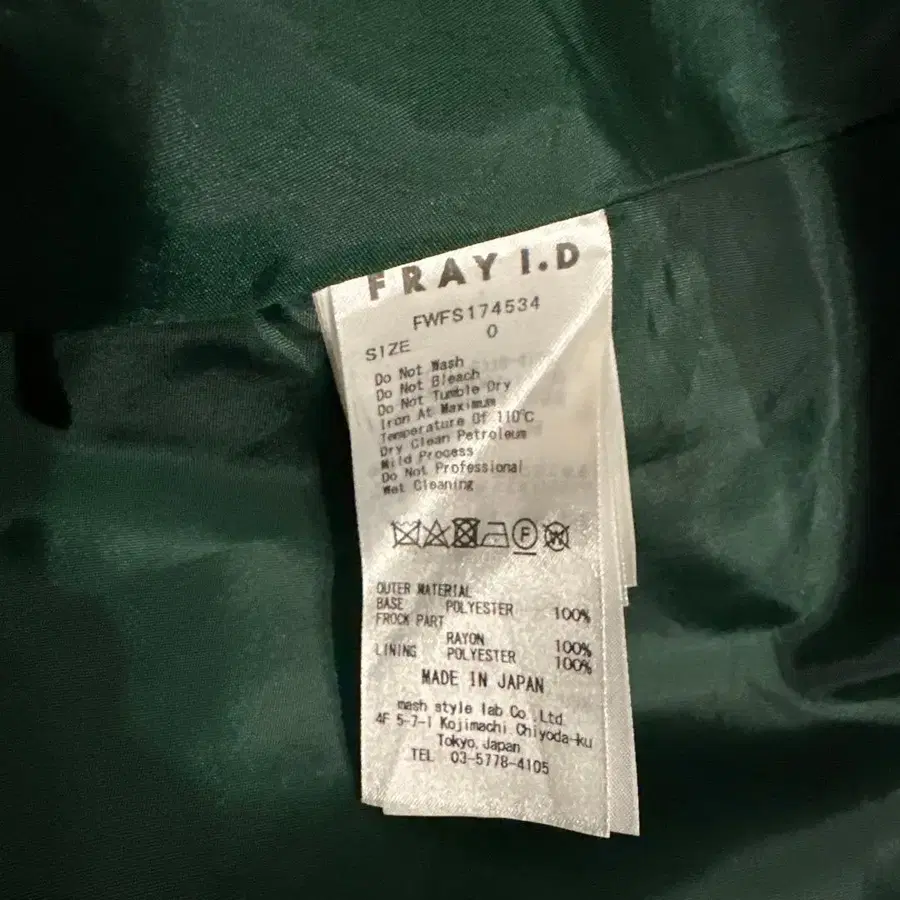 FRAY I.D
FWFS174534
SIZE 0
Do Not Wash
Do Not Bleach
Do Not Tumble Dry
Iron At Maximum
Temperature Of 110℃
Dry Clean Petroleum
Mild Process
Do Not Professional
Wet Cleaning
F W
OUTER MATERIAL
BASE POLYESTER 100%
FROCK PART
RAYON 100%
LINING POLYESTER 100%
MADE IN JAPAN
mash style lab Co.,Ltd
4F 5-7-1 Kojimachi Chiyoda-ku
Tokyo,Japan
TEL 03-5778-4105